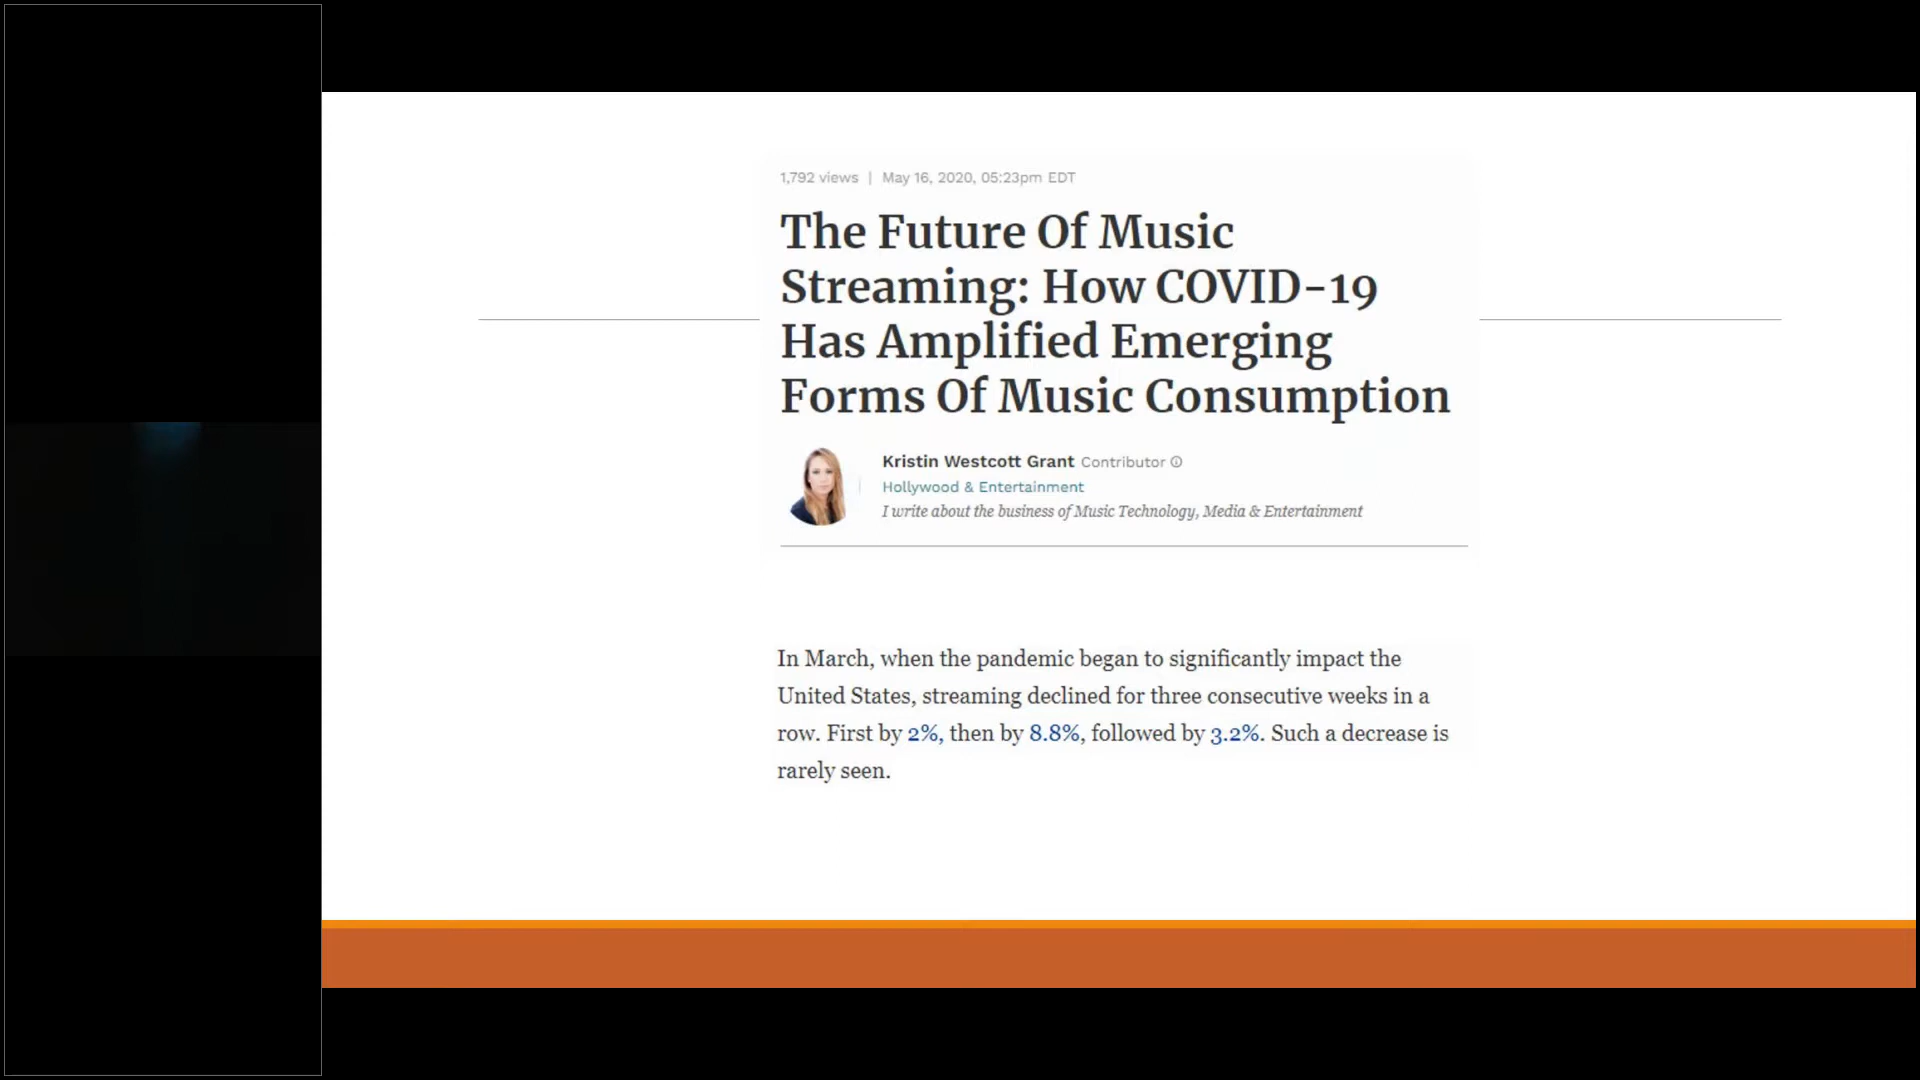 1,792 views | May 16, 2020, 05:23pm EDT
The Future Of Music
Streaming: How COVID-19
Has Amplified Emerging
Forms Of Music Consumption
Kristin Westcott Grant Contributor
Hollywood & Entertainment
I write about the business of Music Technology, Media & Entertainment
In March, when the pandemic began to significantly impact the
United States, streaming declined for three consecutive weeks in a
row. First by 2%, then by 8.8%, followed by 3.2%. Such a decrease is
rarely seen.